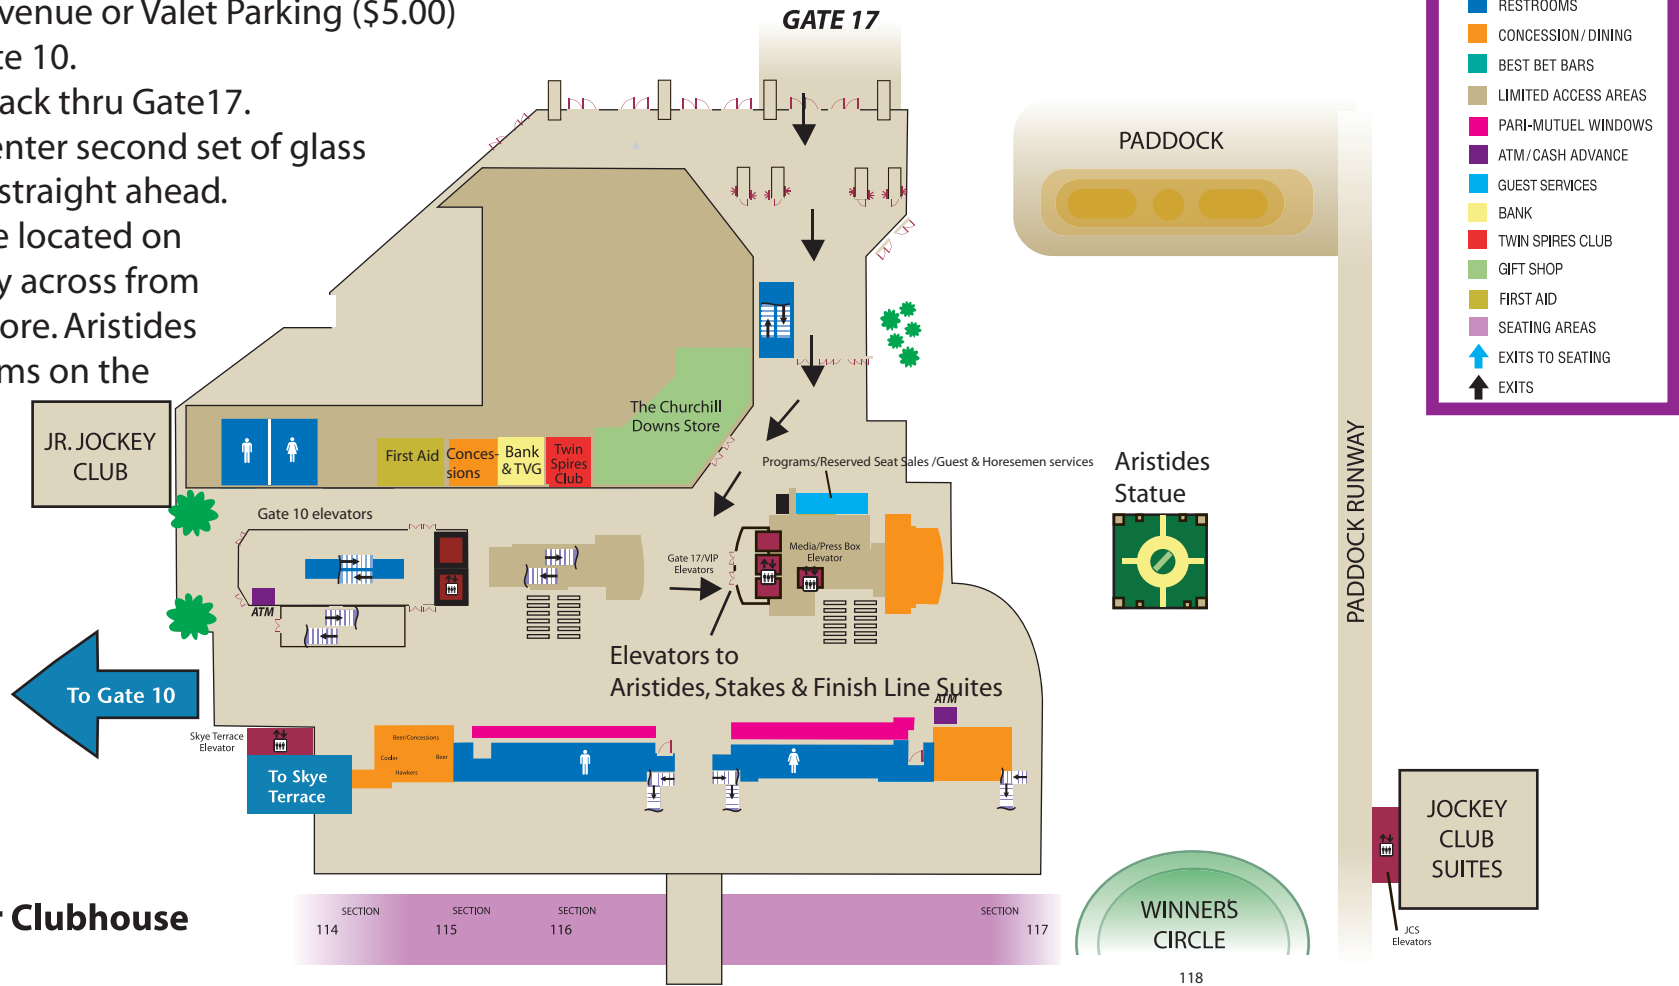 venue or Valet Parking ($5.00)
te 10.
ack thru Gate17.
enter second set of glass
straight ahead.
e located on
y across from
ore. Aristides
ms on the
GATE 17
RESTROOMS
CONCESSION / DINING
BEST BET BARS
LIMITED ACCESS AREAS
PARI-MUTUEL WINDOWS
ATM / CASH ADVANCE
GUEST SERVICES
BANK
TWIN SPIRES CLUB
GIFT SHOP
FIRST AID
SEATING AREAS
EXITS TO SEATING
EXITS
PADDOCK
PADDOCK RUNWAY
JR. JOCKEY
CLUB
The Churchill
Downs Store
First Aid
Conces-
sions
Bank
& TVG
Twin
Spires
Club
Programs/Reserved Seat Sales /Guest & Horesemen services
Aristides
Statue
Gate 10 elevators
Gate 17/VIP
Elevators
Media/Press Box
Elevator
ATM
Elevators to
Aristides, Stakes & Finish Line Suites
ATM
To Gate 10
Skye Terrace
Elevator
To Skye
Terrace
Beer/Concessions
Cooler
Beer
Hawkers
JOCKEY
CLUB
SUITES
JCS
Elevators
r Clubhouse
SECTION
114
SECTION
115
SECTION
116
SECTION
117
WINNERS
CIRCLE
118